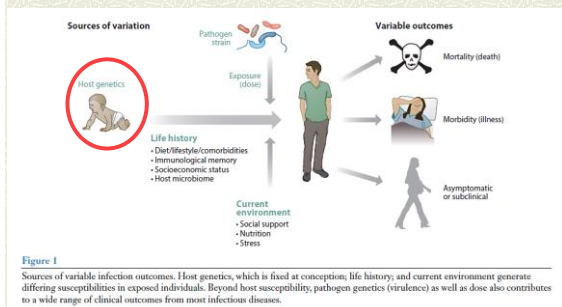 Sources of variation
Variable outcomes
Pathogen
strain
Exposure
(dose)
Host genetics
Mortality (death)
Morbidity (illness)
Asymptomatic
or subclinical
Life history
• Diet/lifestyle/comorbidities
• Immunological memory
• Socioeconomic status
• Host microbiome
Current
environment
• Social support
• Nutrition
• Stress
Figure 1
Sources of variable infection outcomes. Host genetics, which is fixed at conception; life history; and current environment generate
differing susceptibilities in exposed individuals. Beyond host susceptibility, pathogen genetics (virulence) as well as dose also contributes
to a wide range of clinical outcomes from most infectious diseases.